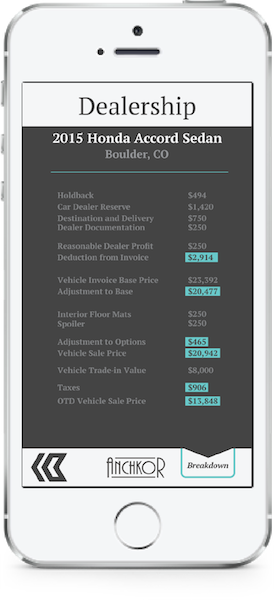 Dealership
2015 Honda Accord Sedan
Boulder, CO
Holdback $494
Car Dealer Reserve $1,420
Destination and Delivery $750
Dealer Documentation $250
Reasonable Dealer Profit $250
Deduction from Invoice $2,914
Vehicle Invoice Base Price $23,392
Adjustment to Base $20,477
Interior Floor Mats $250
Spoiler $250
Adjustment to Options $465
Vehicle Sale Price $20,942
Vehicle Trade-in Value $8,000
Taxes $906
OTD Vehicle Sale Price $13,848
ANCHKOR Breakdown